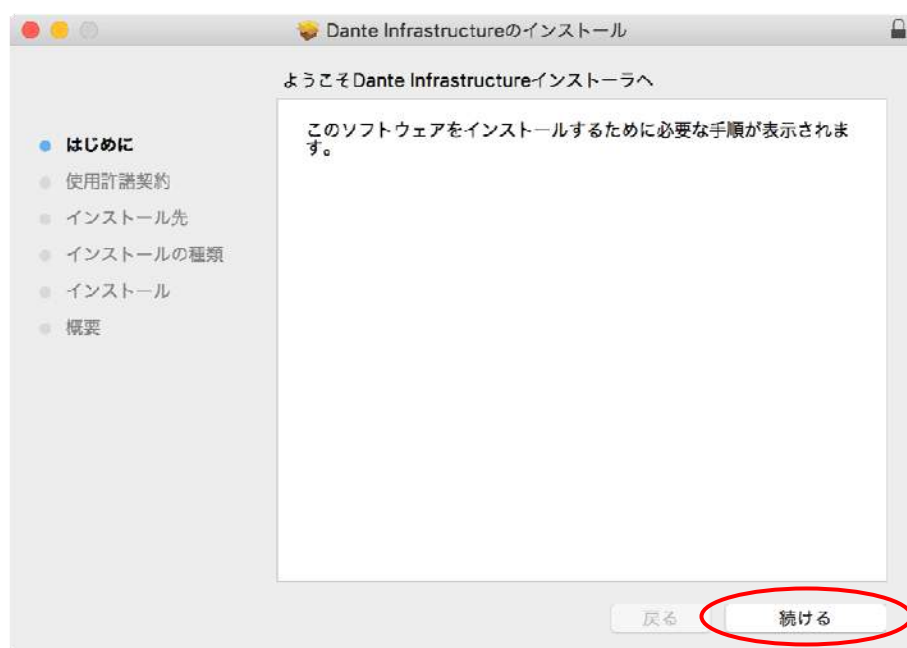 Dante Infrastructureのインストール
ようこそDante Infrastructureインストーラへ
はじめに
使用許諾契約
インストール先
インストールの種類
インストール
概要
このソフトウェアをインストールするために必要な手順が表示されま
す。
戻る
続ける